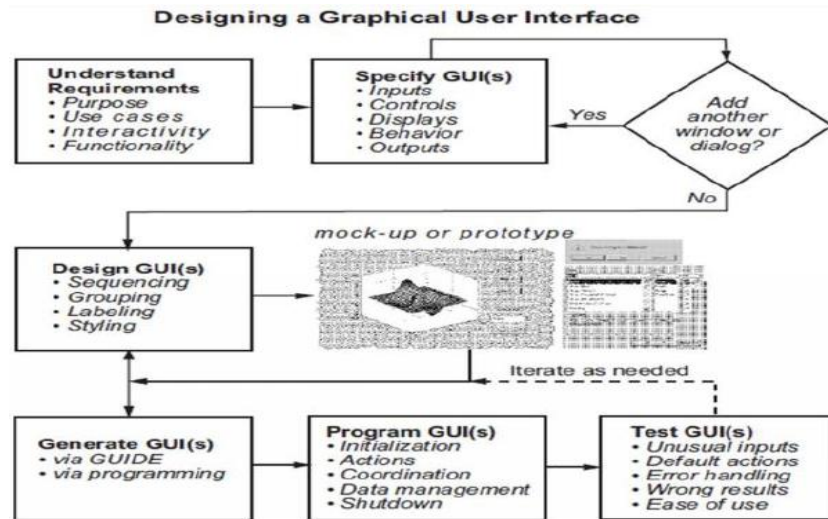 Designing a Graphical User Interface
Understand
Requirements
• Purpose
• Use cases
• Interactivity
• Functionality
Specify GUI(s)
• Inputs
• Controls
• Displays
• Behavior
• Outputs
Add
another
window or
dialog?
Yes
No
mock-up or prototype
Design GUI(s)
• Sequencing
• Grouping
• Labeling
• Styling
Iterate as needed
Generate GUI(s)
• via GUIDE
• via programming
Program GUI(s)
• Initialization
• Actions
• Coordination
• Data management
• Shutdown
Test GUI(s)
• Unusual inputs
• Default actions
• Error handling
• Wrong results
• Ease of use